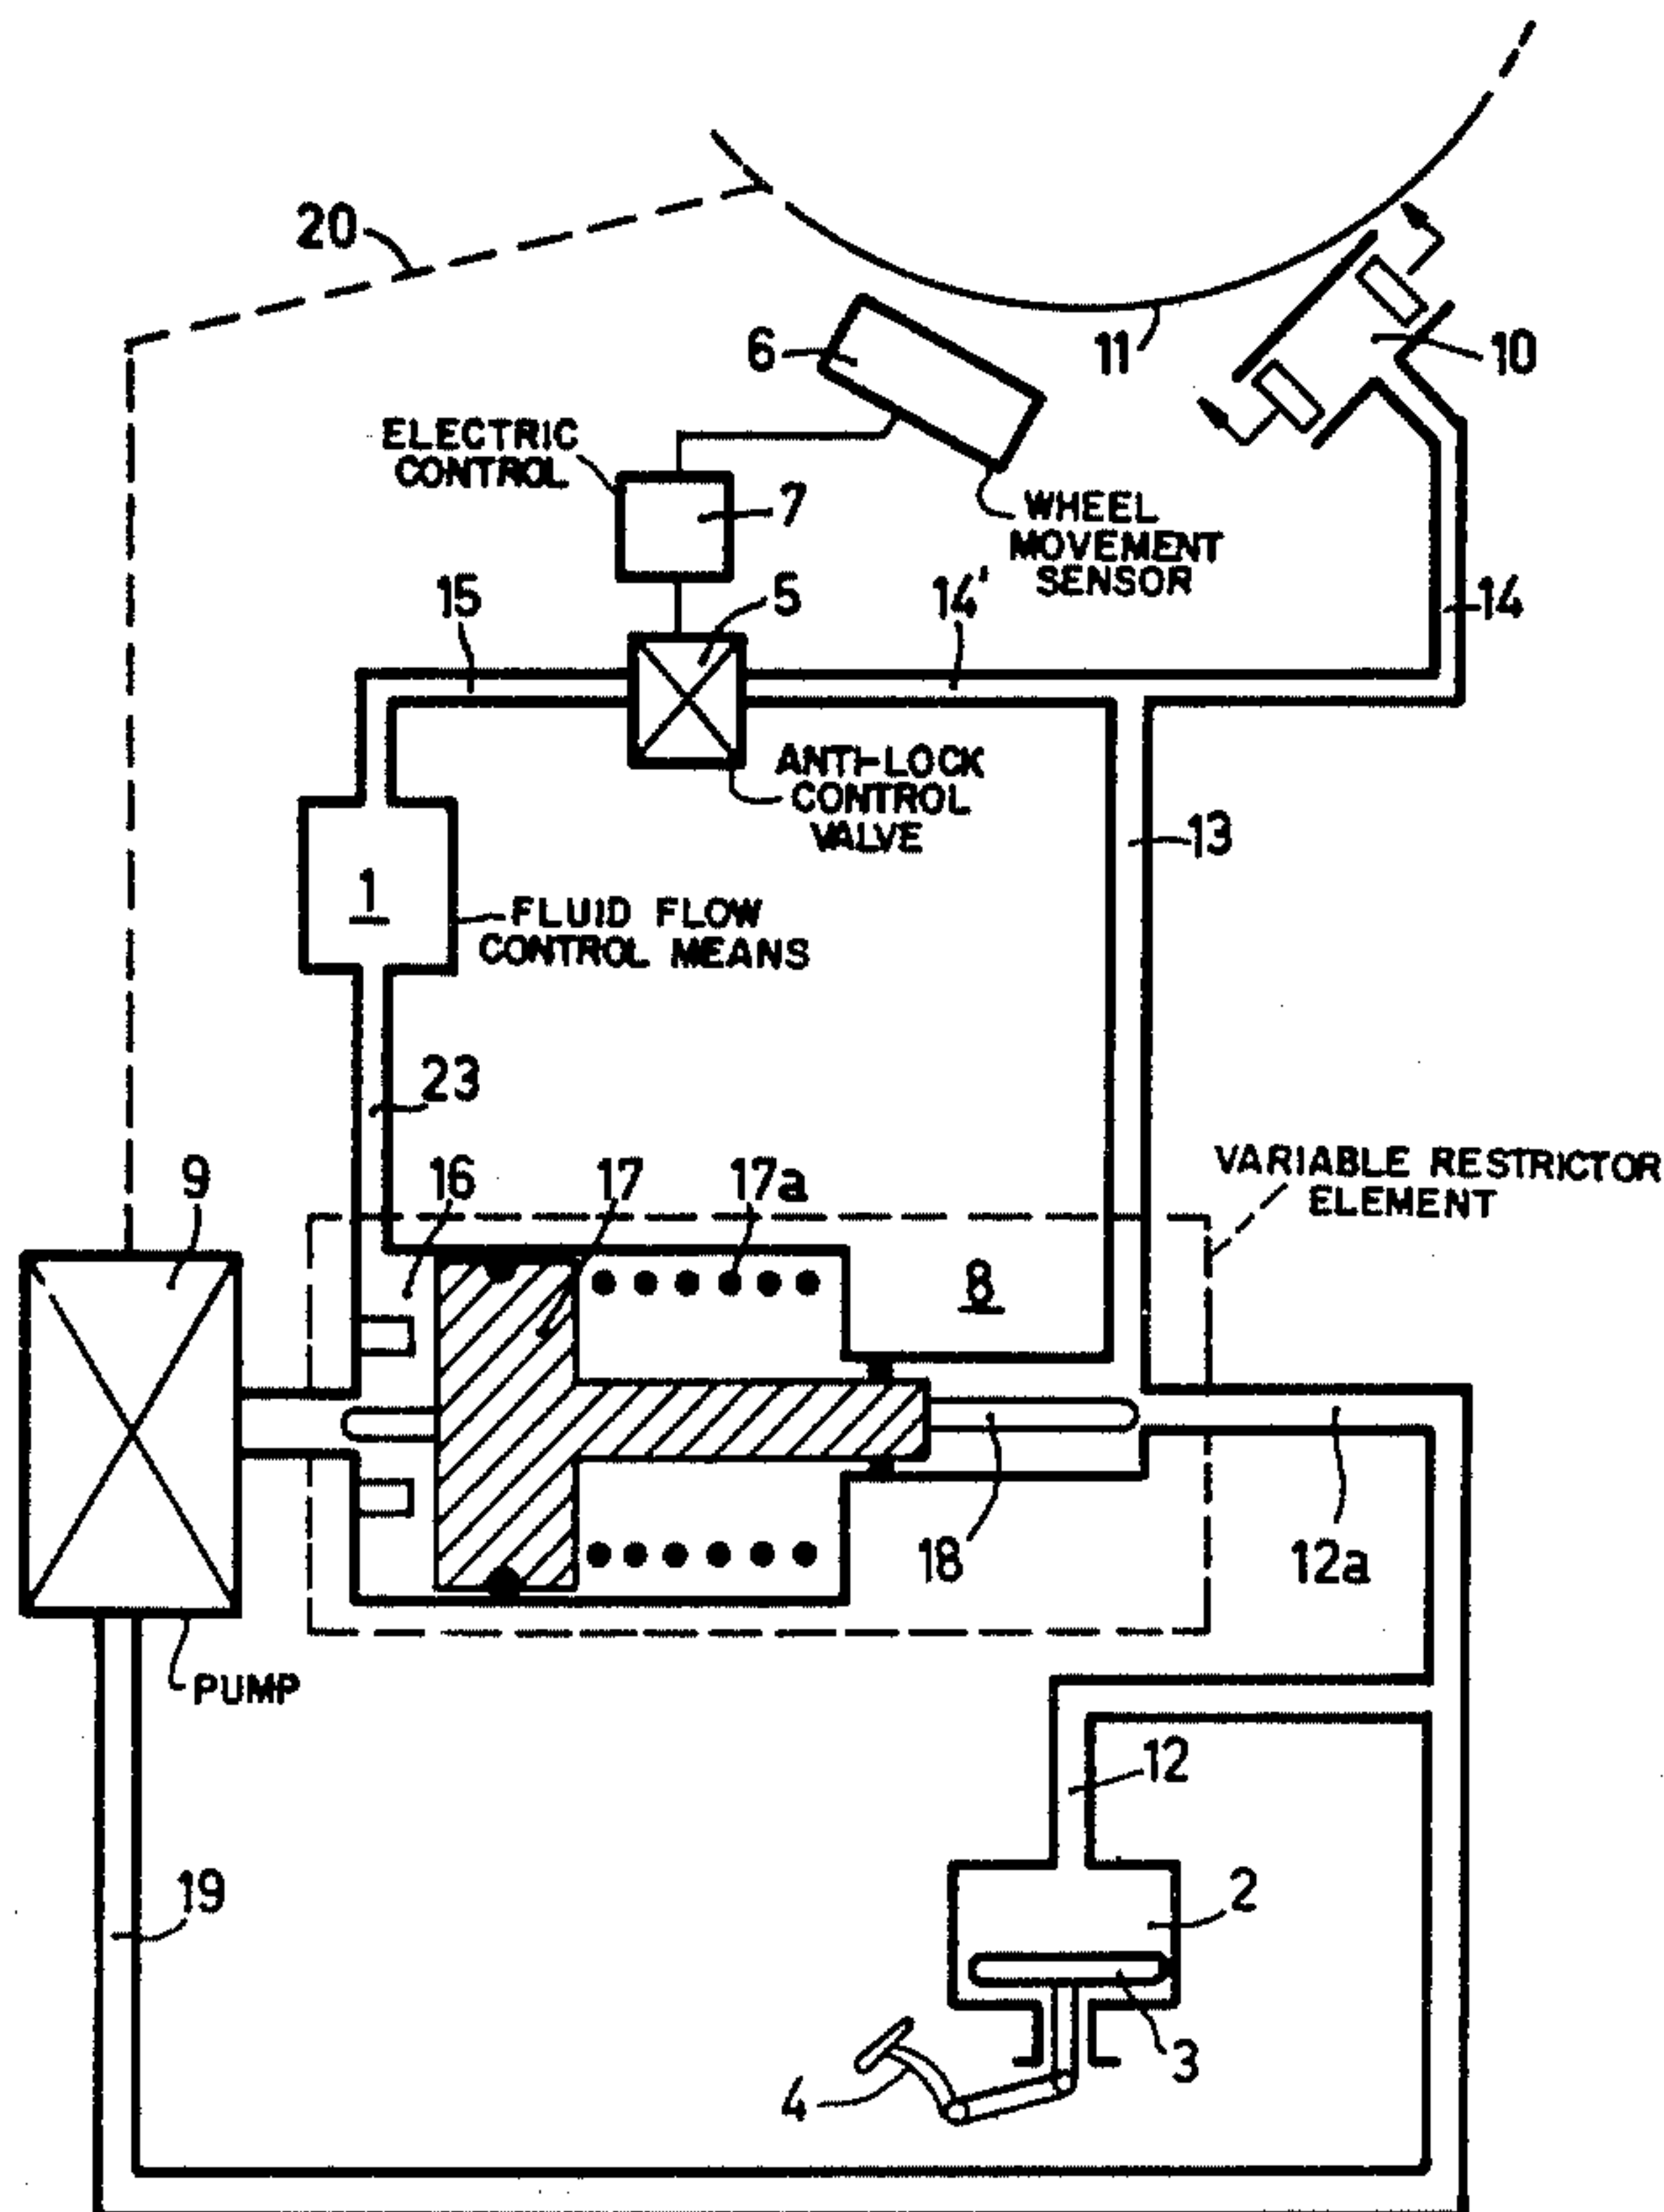 20
6
11
10
ELECTRIC
CONTROL
7
WHEEL
MOVEMENT
SENSOR
15
5
14'
14
ANTI-LOCK
CONTROL
VALVE
13
1
FLUID FLOW
CONTROL MEANS
23
9
16
17
17a
VARIABLE RESTRICTOR
ELEMENT
8
18
12a
PUMP
12
19
2
3
4